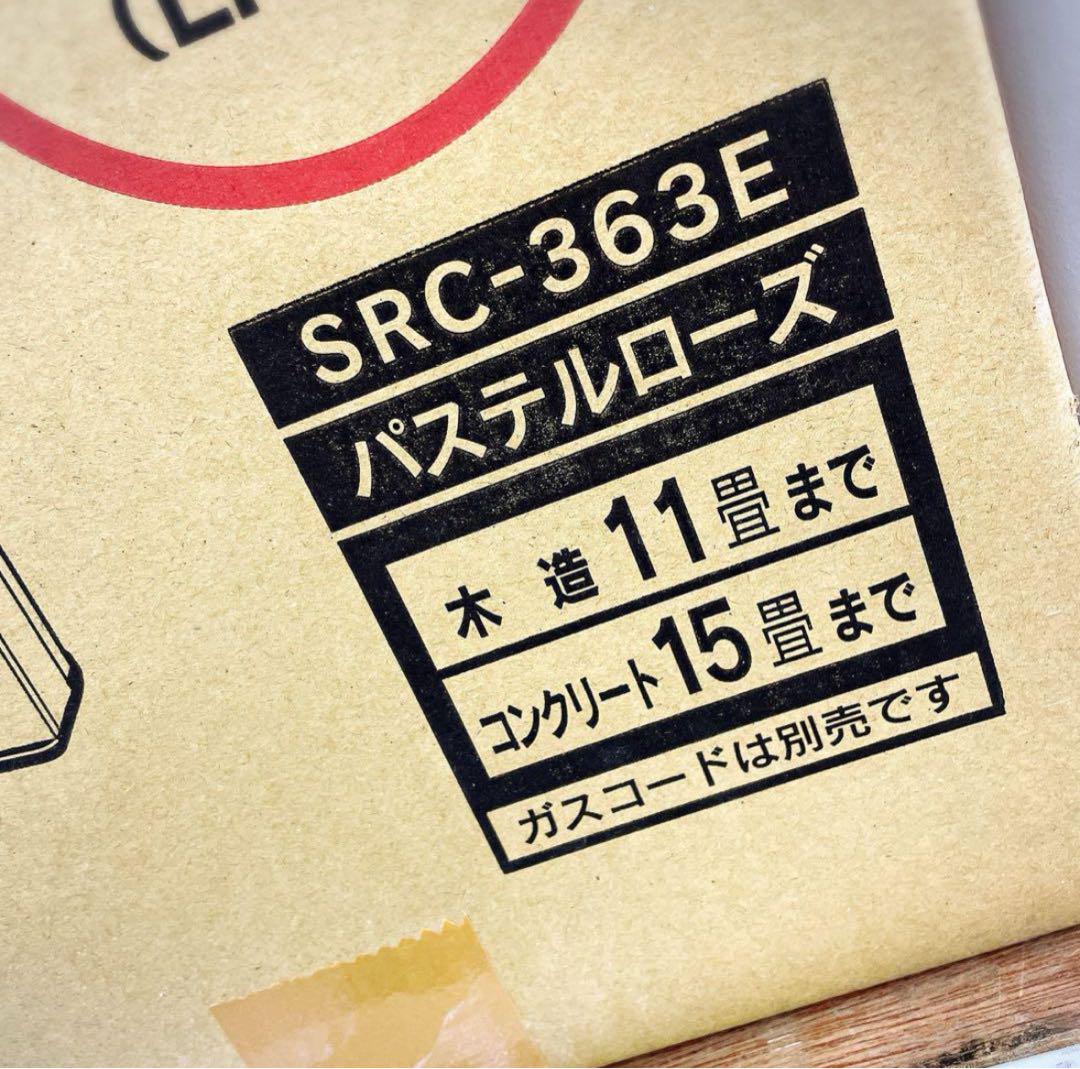 SRC-363E
パステルローズ
木造 11畳まで
コンクリート 15畳まで
ガスコードは別売です